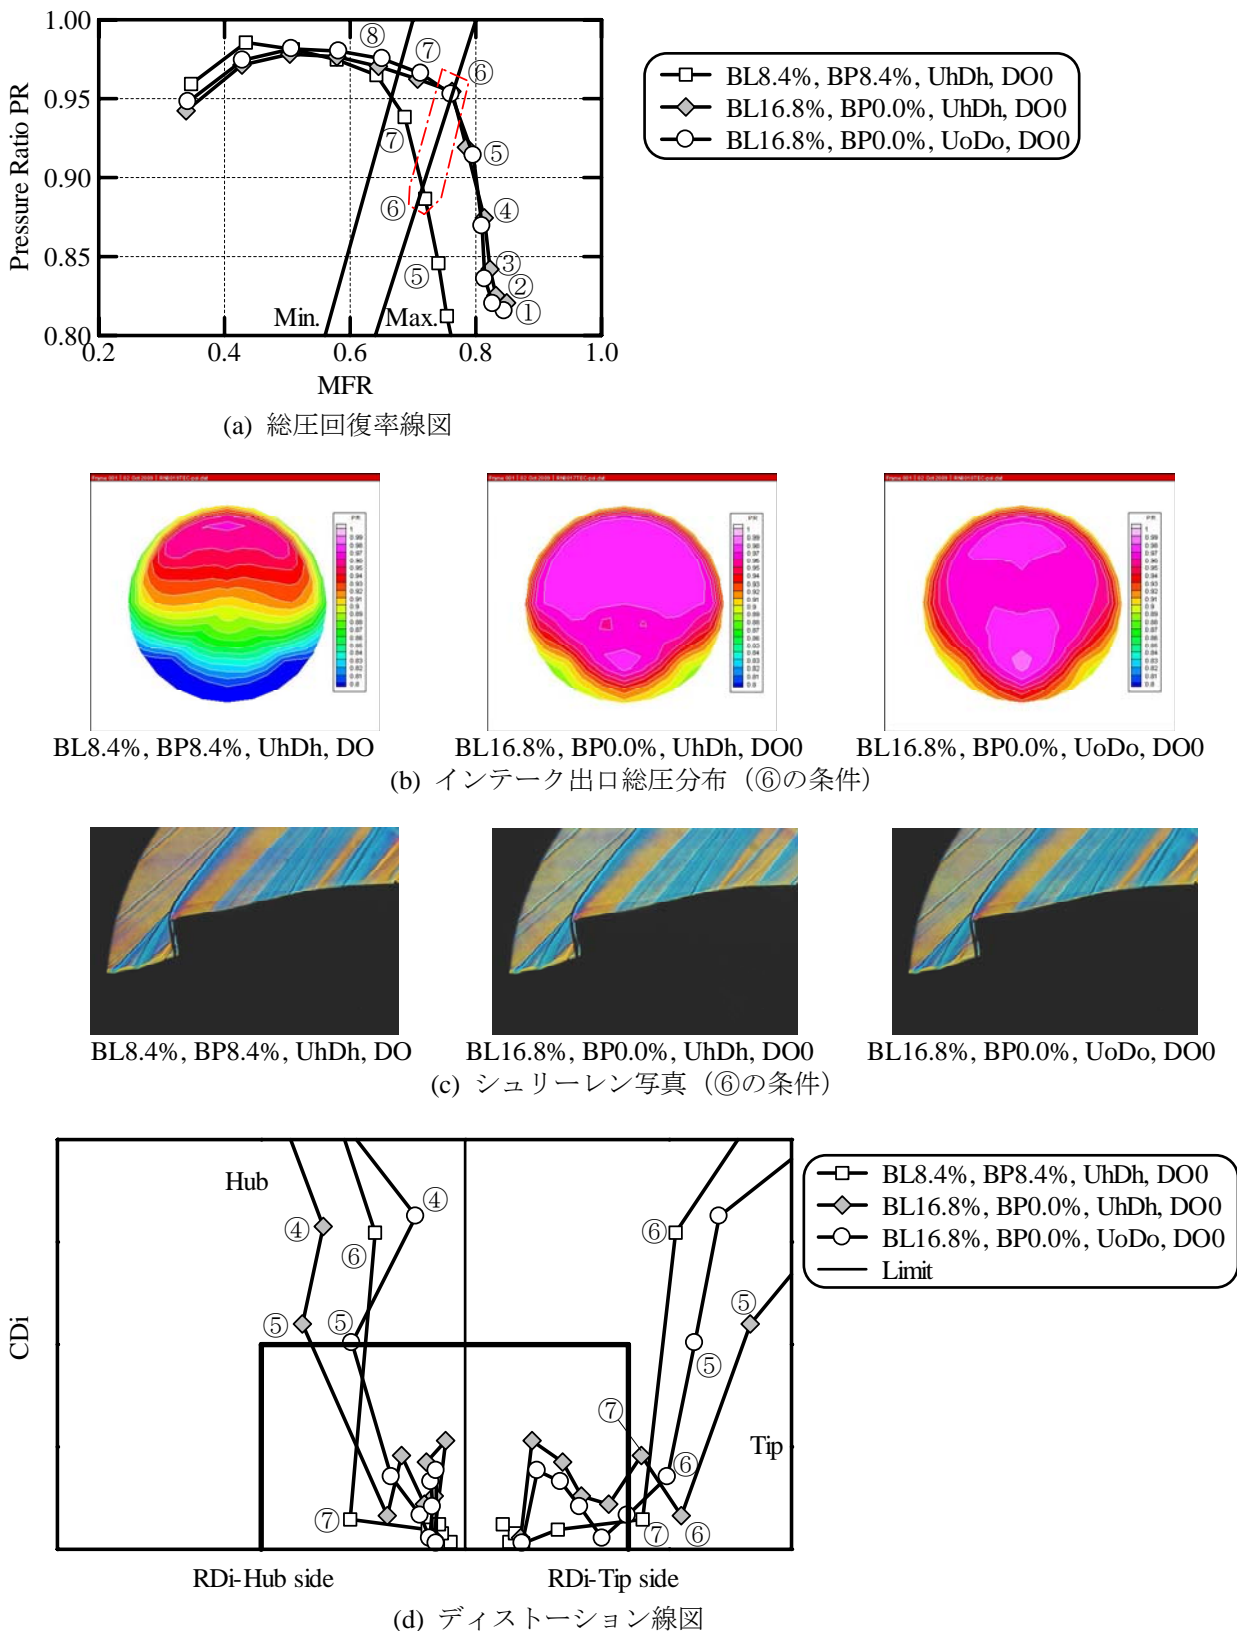 1.00
0.95
0.90
0.85
0.80
Pressure Ratio PR
0.2
0.4
0.6
0.8
1.0
MFR
Min.
Max.
⑧
⑦
⑥
⑦
⑤
⑥
④
⑤
③
②
①
BL8.4%, BP8.4%, UhDh, DO0
BL16.8%, BP0.0%, UhDh, DO0
BL16.8%, BP0.0%, UoDo, DO0
(a) 総圧回復率線図
BL8.4%, BP8.4%, UhDh, DO
BL16.8%, BP0.0%, UhDh, DO0
BL16.8%, BP0.0%, UoDo, DO0
(b) インテーク出口総圧分布（⑥の条件）
BL8.4%, BP8.4%, UhDh, DO
BL16.8%, BP0.0%, UhDh, DO0
BL16.8%, BP0.0%, UoDo, DO0
(c) シュリーレン写真（⑥の条件）
CDi
Hub
④
④
⑥
⑤
⑤
⑦
⑥
⑤
⑤
⑦
Tip
⑥
⑦
⑥
BL8.4%, BP8.4%, UhDh, DO0
BL16.8%, BP0.0%, UhDh, DO0
BL16.8%, BP0.0%, UoDo, DO0
Limit
RDi-Hub side
RDi-Tip side
(d) ディストーション線図